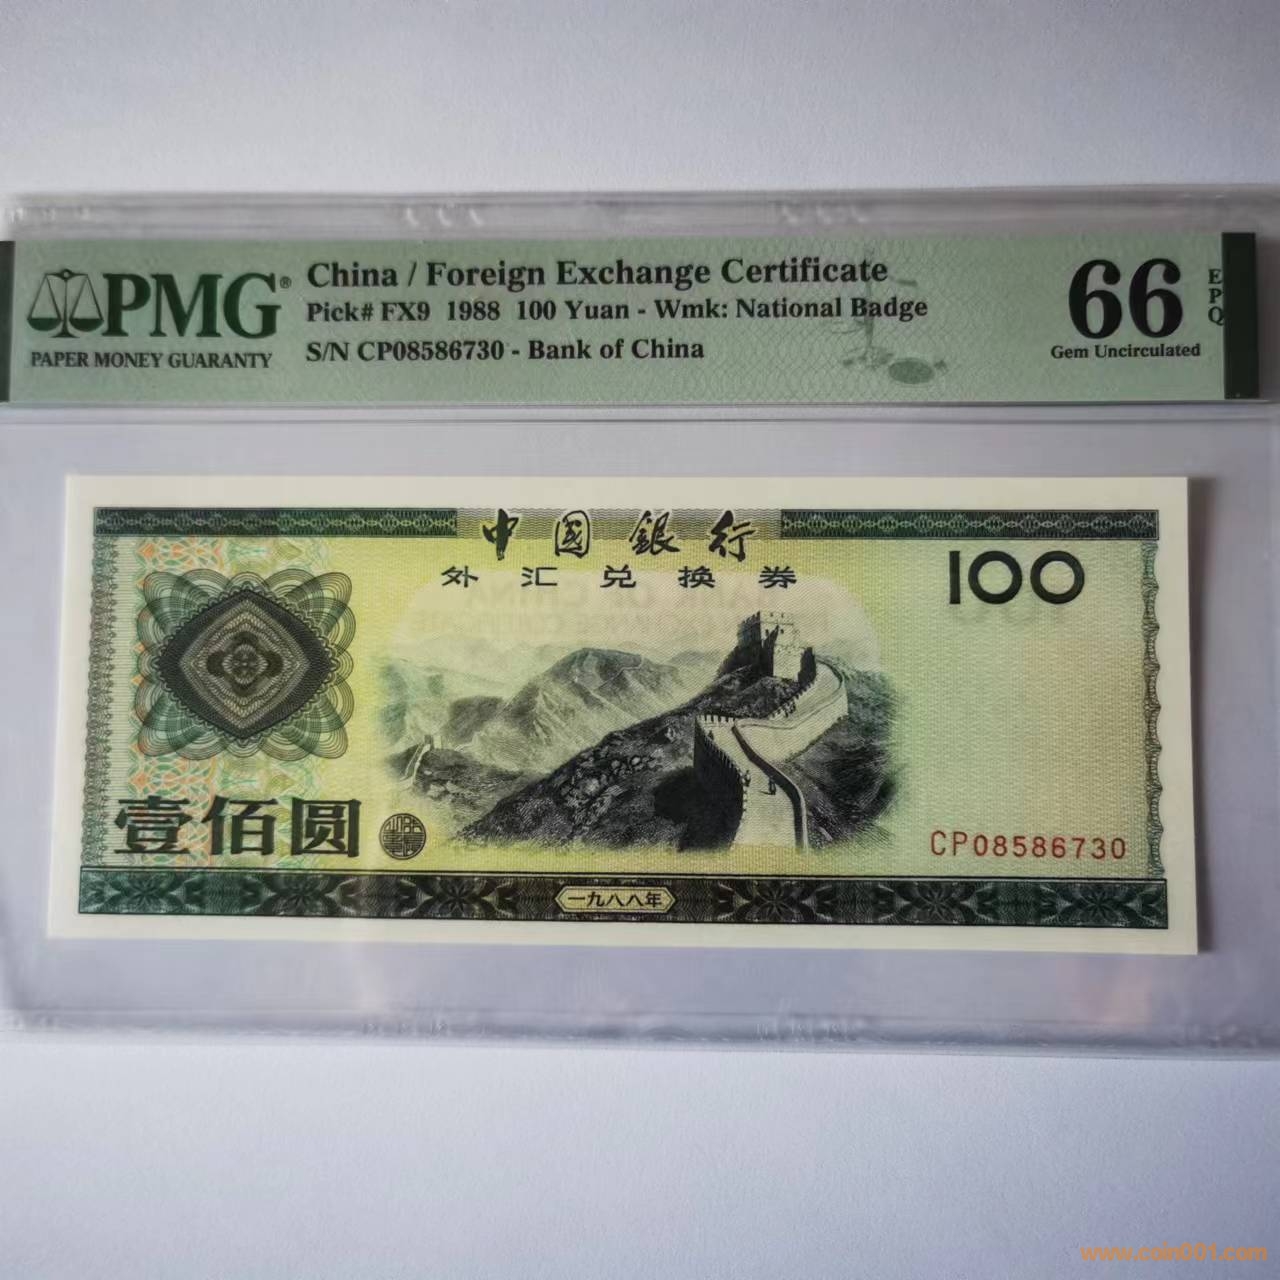 PMG®
PAPER MONEY GUARANTY
China / Foreign Exchange Certificate
Pick# FX9 1988 100 Yuan - Wmk: National Badge
S/N CP08586730 - Bank of China
66
EPQ
Gem Uncirculated
中國銀行
外汇兑换券
100
壹佰圆
CP08586730
一九八八年
www.coin001.com